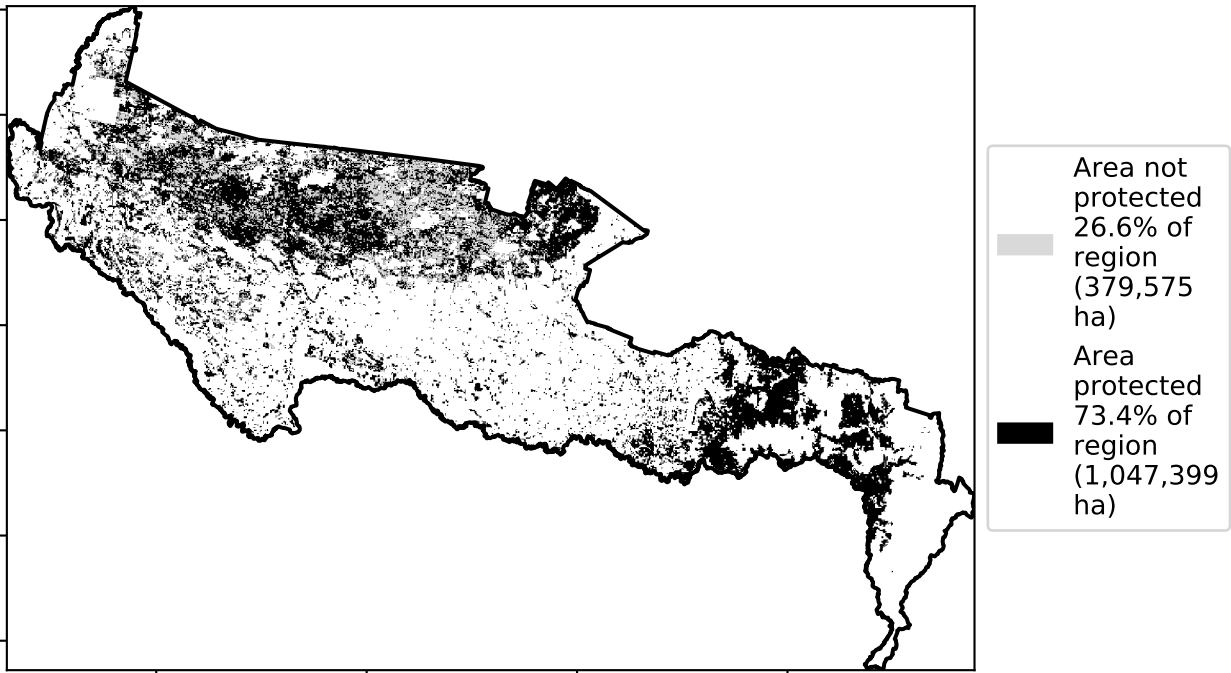 Area not
protected
26.6% of
region
(379,575
ha)
Area
protected
73.4% of
region
(1,047,399
ha)